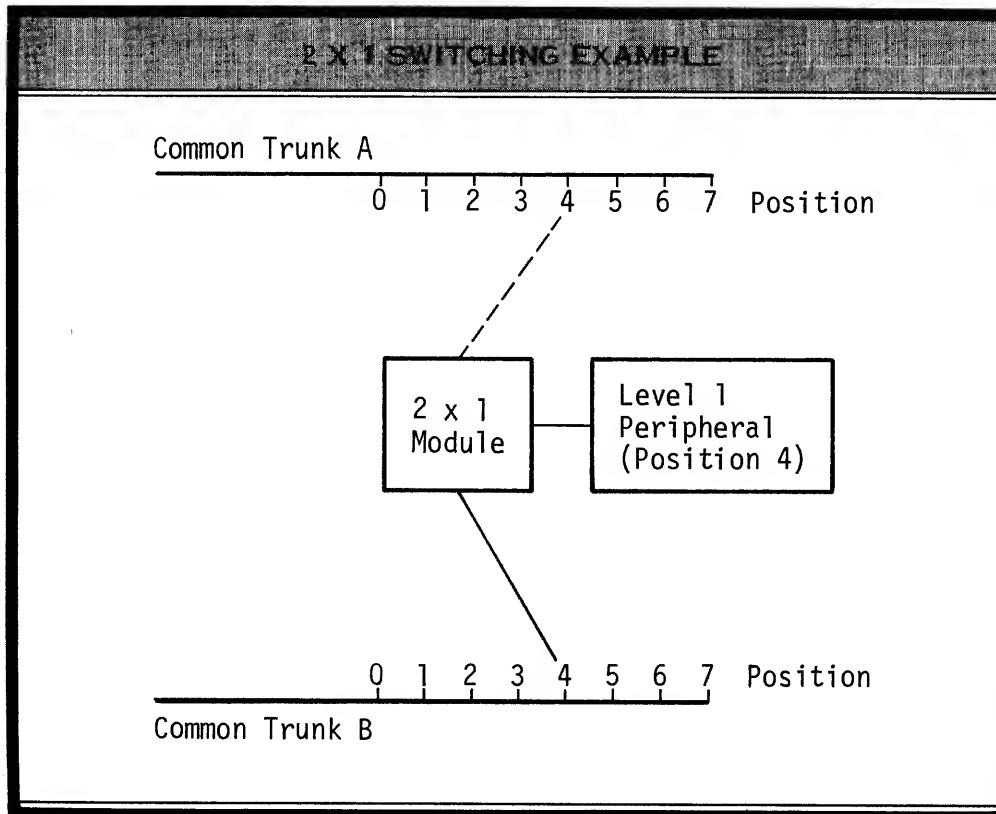 2 X 1 SWITCHING EXAMPLE
Common Trunk A
0 1 2 3 4 5 6 7 Position
2 x 1
Module
Level 1
Peripheral
(Position 4)
0 1 2 3 4 5 6 7 Position
Common Trunk B